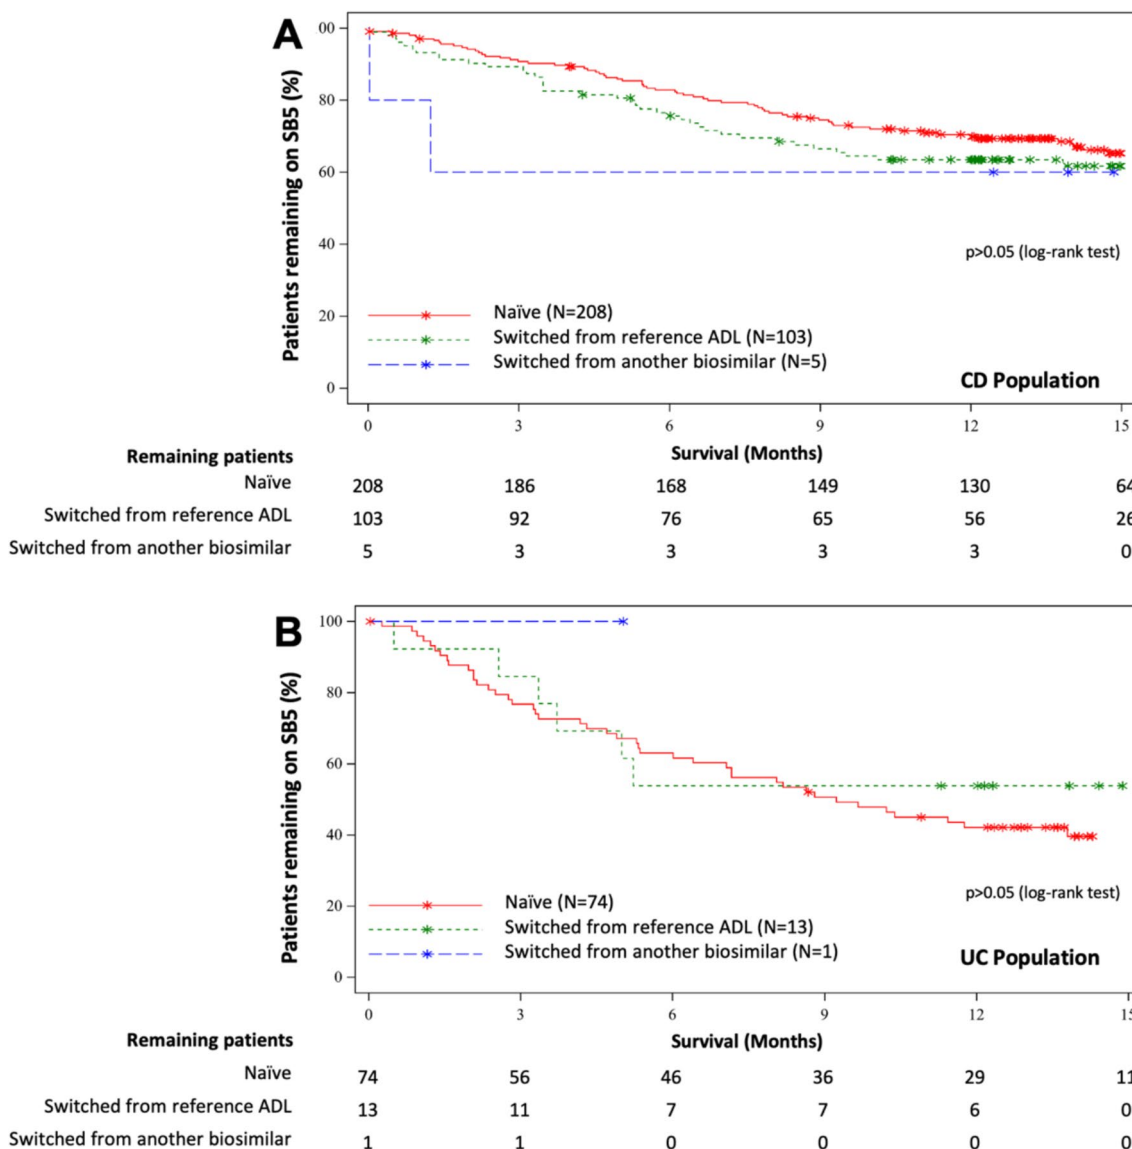 A
Patients remaining on SB5 (%)
00
80
60
40
20
0
p>0.05 (log-rank test)
Naïve (N=208)
Switched from reference ADL (N=103)
Switched from another biosimilar (N=5)
CD Population
0 3 6 9 12 15
Survival (Months)
Remaining patients
Naïve 208 186 168 149 130 64
Switched from reference ADL 103 92 76 65 56 26
Switched from another biosimilar 5 3 3 3 3 0
B
Patients remaining on SB5 (%)
100
80
60
40
20
0
p>0.05 (log-rank test)
Naïve (N=74)
Switched from reference ADL (N=13)
Switched from another biosimilar (N=1)
UC Population
0 3 6 9 12 15
Survival (Months)
Remaining patients
Naïve 74 56 46 36 29 11
Switched from reference ADL 13 11 7 7 6 0
Switched from another biosimilar 1 1 0 0 0 0